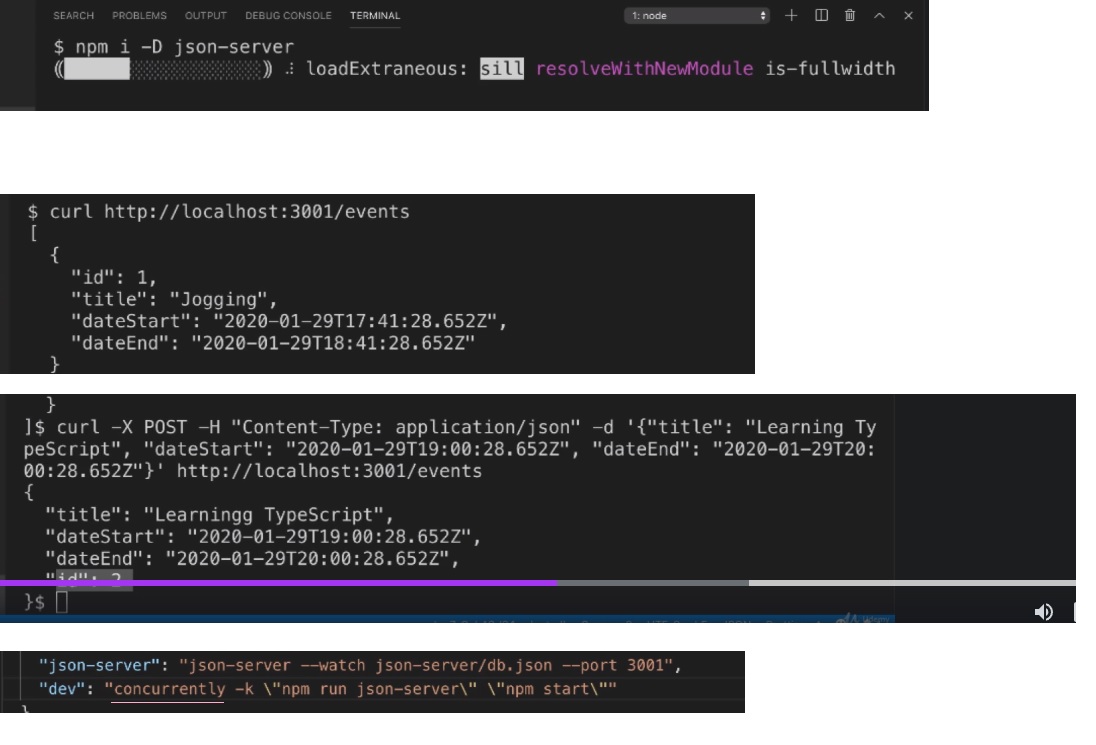 SEARCH PROBLEMS OUTPUT DEBUG CONSOLE TERMINAL 1: node
$ npm i -D json-server
loadExtraneous: sill resolveWithNewModule is-fullwidth
$ curl http://localhost:3001/events
[
{
"id": 1,
"title": "Jogging",
"dateStart": "2020-01-29T17:41:28.652Z",
"dateEnd": "2020-01-29T18:41:28.652Z"
}
}
]$ curl -X POST -H "Content-Type: application/json" -d '{"title": "Learning Ty
peScript", "dateStart": "2020-01-29T19:00:28.652Z", "dateEnd": "2020-01-29T20:
00:28.652Z"}' http://localhost:3001/events
{
"title": "Learningg TypeScript",
"dateStart": "2020-01-29T19:00:28.652Z",
"dateEnd": "2020-01-29T20:00:28.652Z",
"id": 2
}$
"json-server": "json-server --watch json-server/db.json --port 3001",
"dev": "concurrently -k \"npm run json-server\" \"npm start\""